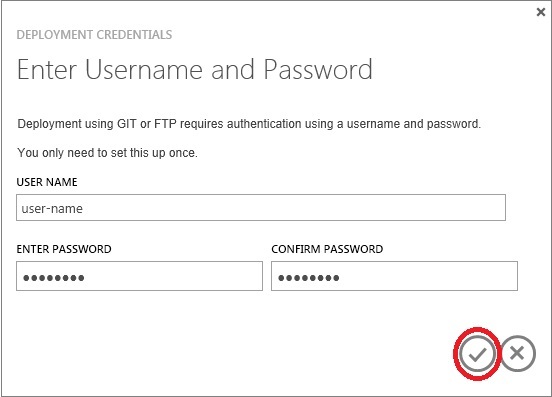 DEPLOYMENT CREDENTIALS
Enter Username and Password
Deployment using GIT or FTP requires authentication using a username and password.
You only need to set this up once.
USER NAME
user-name
ENTER PASSWORD
CONFIRM PASSWORD
●●●●●●●●
●●●●●●●●